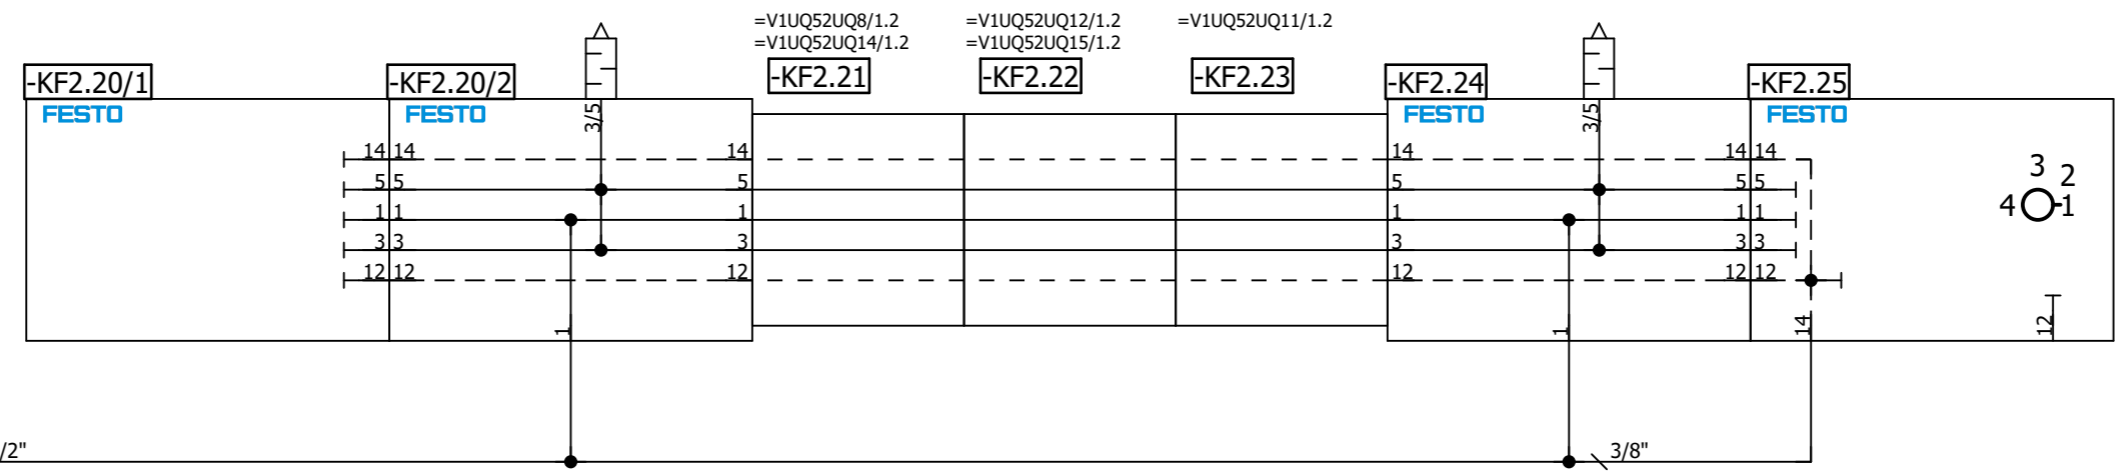 =V1UQ52UQ8/1.2 =V1UQ52UQ12/1.2 =V1UQ52UQ11/1.2
=V1UQ52UQ14/1.2 =V1UQ52UQ15/1.2
-KF2.20/1 -KF2.20/2 -KF2.21 -KF2.22 -KF2.23 -KF2.24 -KF2.25
FESTO FESTO FESTO FESTO
3/5 3/5
14 14 14 14 14 14
5 5 5 5 5 5
1 1 1 1 1 1
3 3 3 3 3 3
12 12 12 12 12 12
3 2
4 1
1 1 14 12
/2" 3/8"